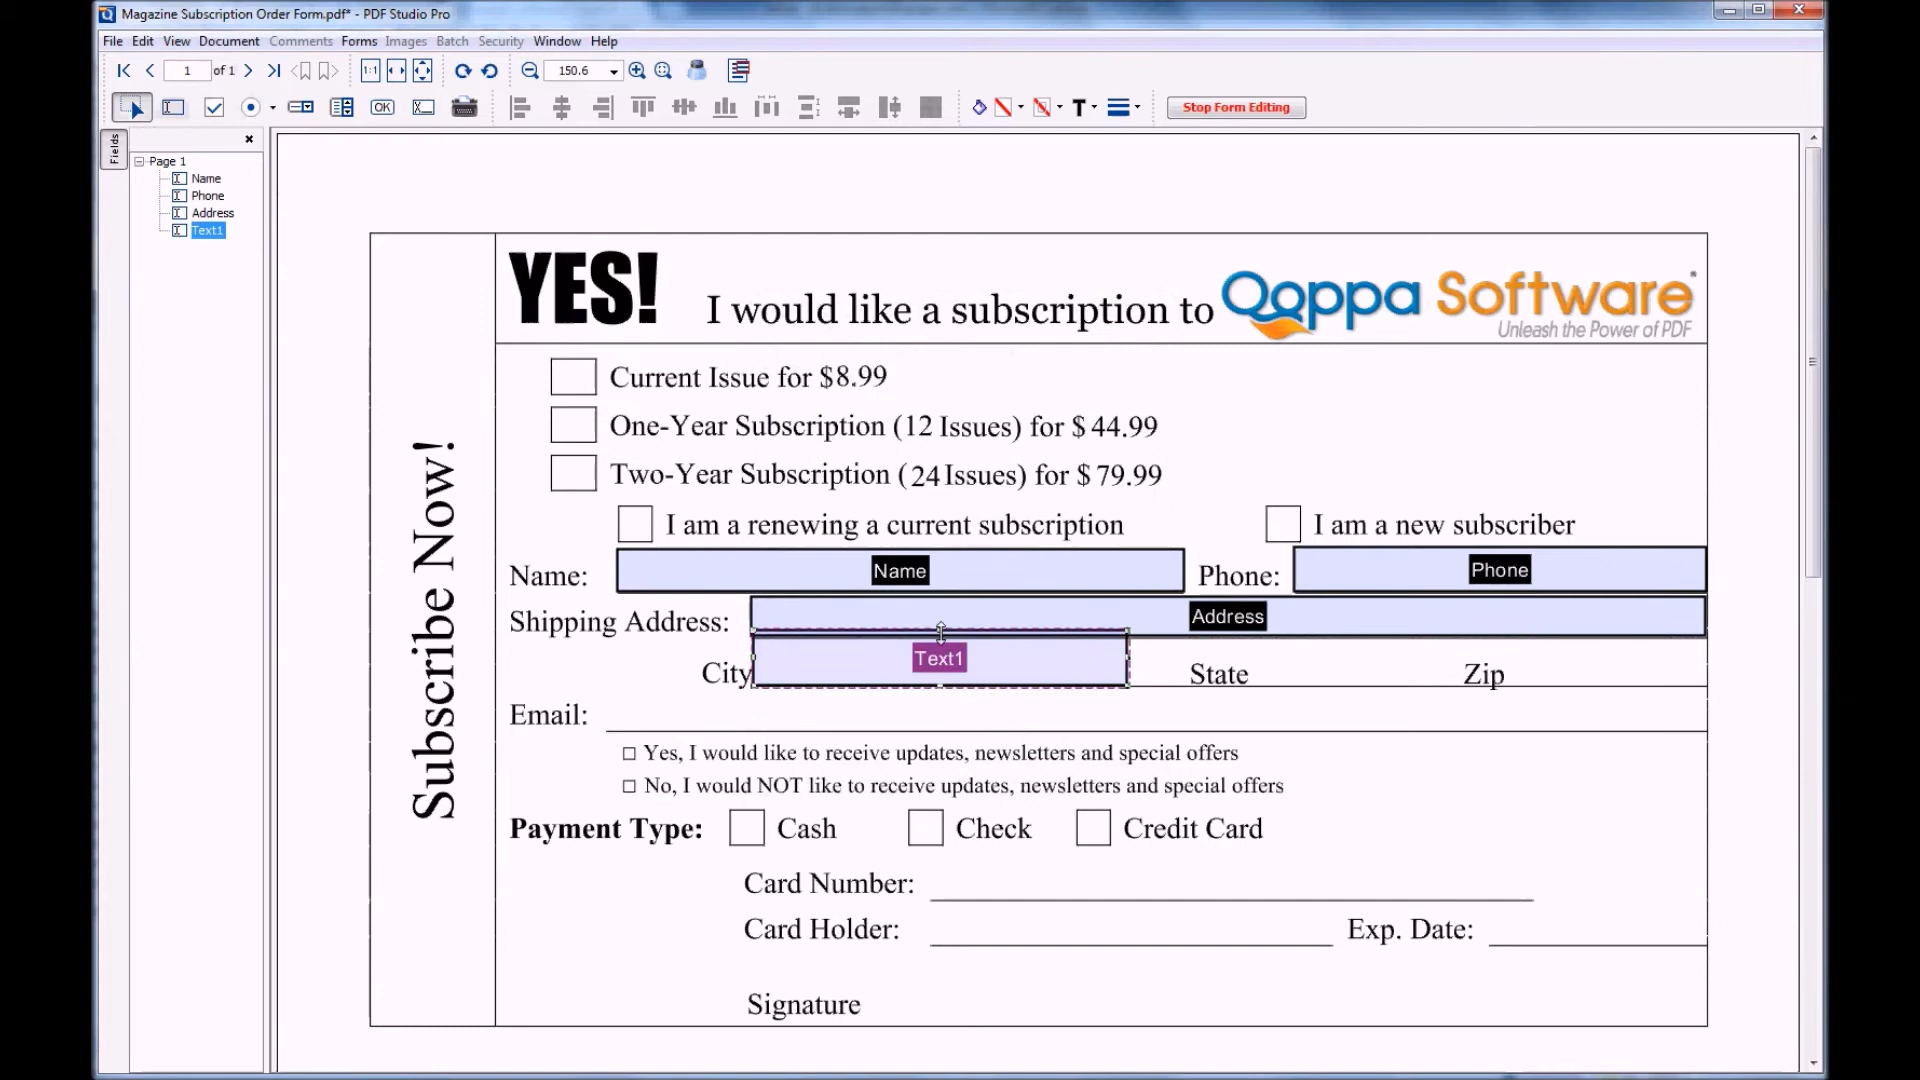 Magazine Subscription Order Form.pdf* - PDF Studio Pro
File Edit View Document Comments Forms Images Batch Security Window Help
1 of 1 1:1 150.6
OK T Stop Form Editing
Fields
Page 1
Name
Phone
Address
Text1
Subscribe Now!
YES! I would like a subscription to Qoppa Software
Unleash the Power of PDF
Current Issue for $8.99
One-Year Subscription (12 Issues) for $ 44.99
Two-Year Subscription (24 Issues) for $ 79.99
I am a renewing a current subscription I am a new subscriber
Name: Name Phone: Phone
Shipping Address: Address
City Text1 State Zip
Email:
Yes, I would like to receive updates, newsletters and special offers
No, I would NOT like to receive updates, newsletters and special offers
Payment Type: Cash Check Credit Card
Card Number:
Card Holder: Exp. Date:
Signature